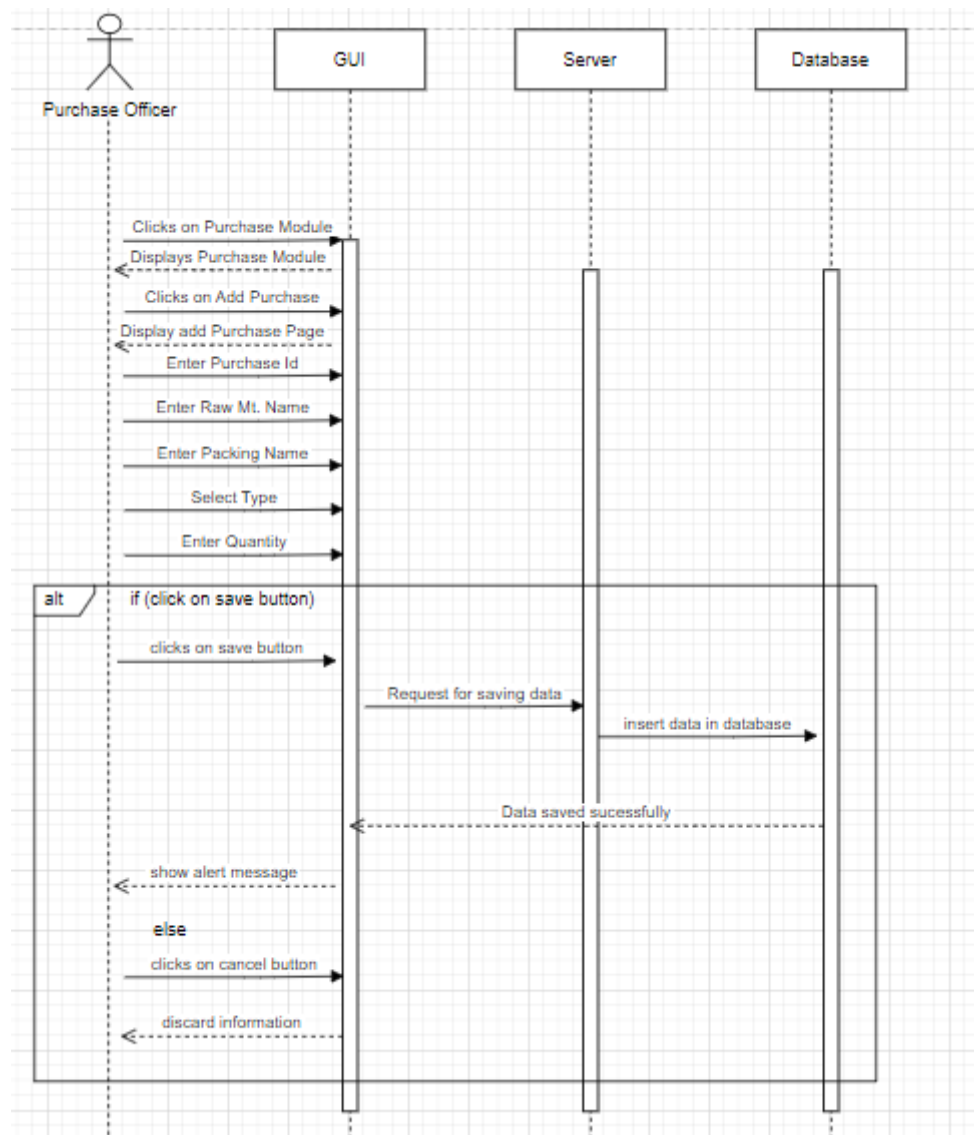 GUI
Server
Database
Purchase Officer
Clicks on Purchase Module
Displays Purchase Module
Clicks on Add Purchase
Display add Purchase Page
Enter Purchase Id
Enter Raw Mt. Name
Enter Packing Name
Select Type
Enter Quantity
alt
if (click on save button)
clicks on save button
Request for saving data
insert data in database
Data saved sucessfully
show alert message
else
clicks on cancel button
discard information